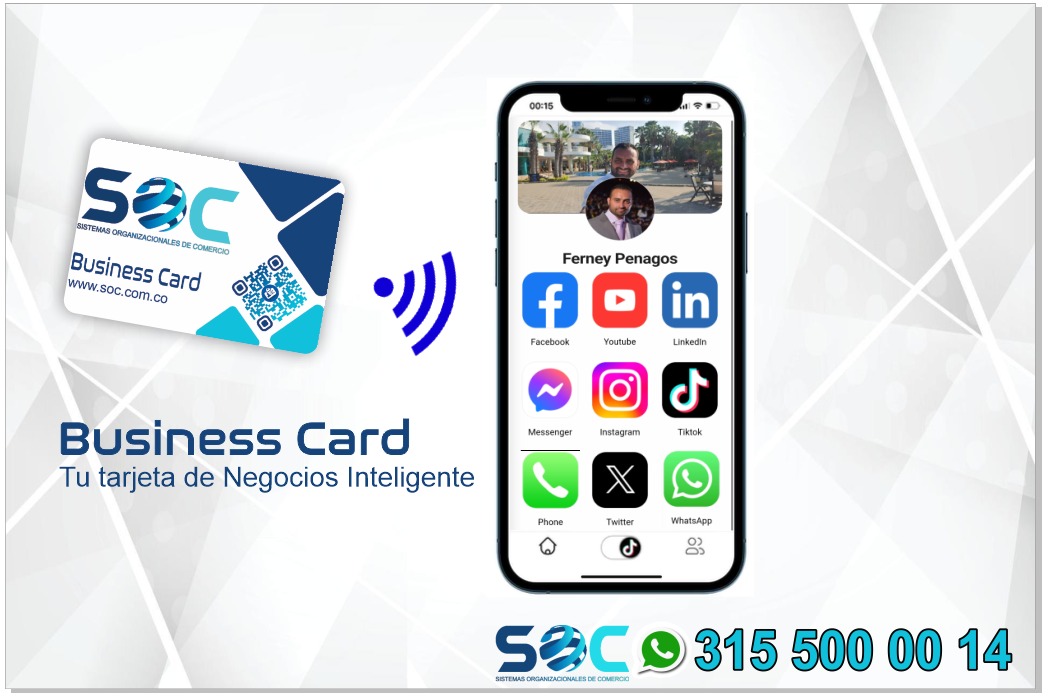 SOC
SISTEMAS ORGANIZACIONALES DE COMERCIO
Business Card
www.soc.com.co
Business Card
Tu tarjeta de Negocios Inteligente
00:15
Ferney Penagos
Facebook Youtube LinkedIn
Messenger Instagram Tiktok
Phone Twitter WhatsApp
SOC
SISTEMAS ORGANIZACIONALES DE COMERCIO
315 500 00 14